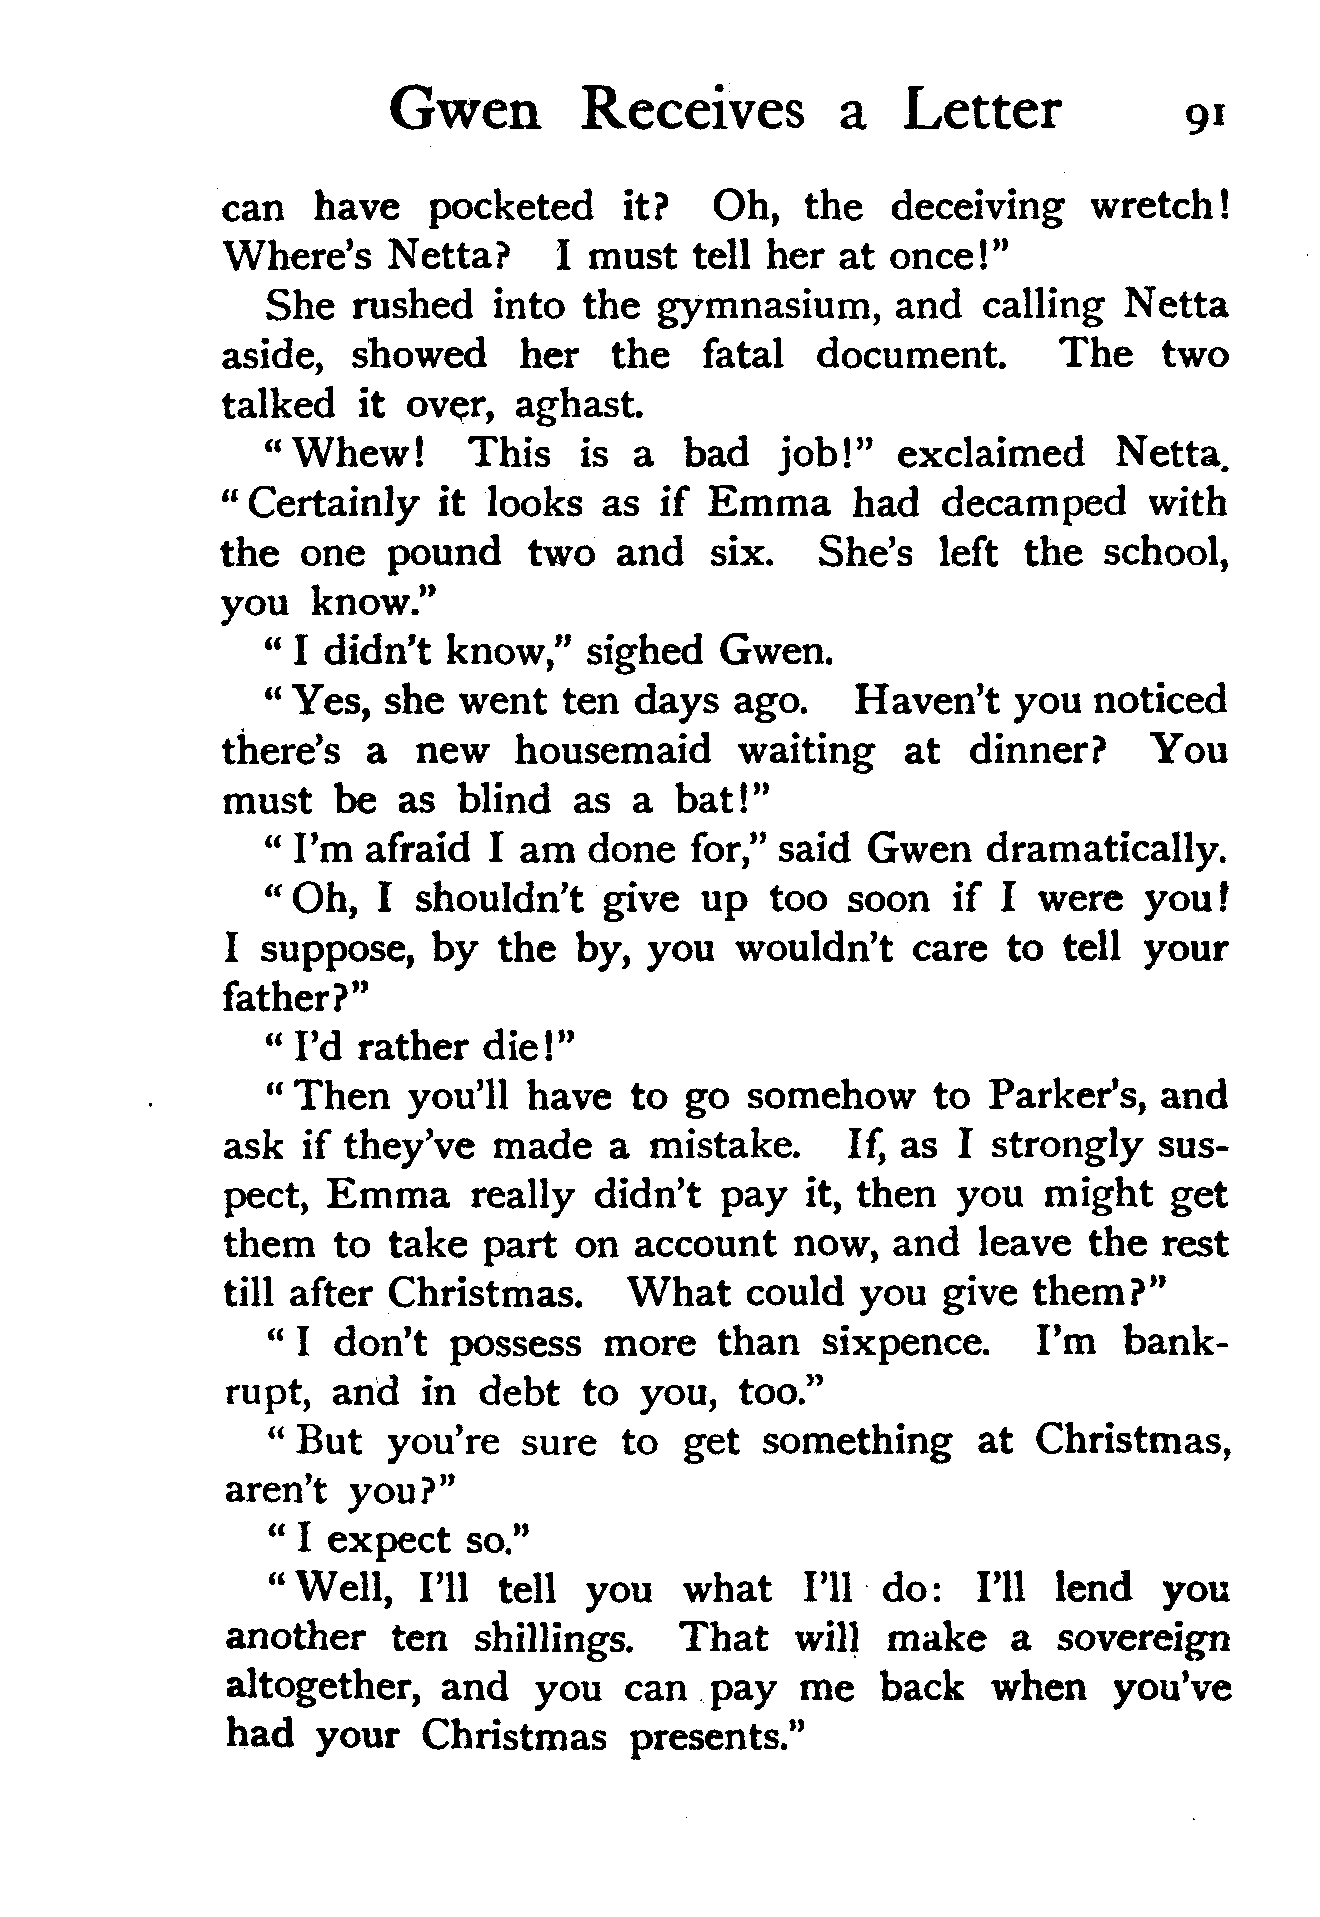 Gwen Receives a Letter 91
can have pocketed it? Oh, the deceiving wretch!
Where's Netta? I must tell her at once!"
She rushed into the gymnasium, and calling Netta
aside, showed her the fatal document. The two
talked it over, aghast.
"Whew! This is a bad job!" exclaimed Netta.
"Certainly it looks as if Emma had decamped with
the one pound two and six. She's left the school,
you know."
"I didn't know," sighed Gwen.
"Yes, she went ten days ago. Haven't you noticed
there's a new housemaid waiting at dinner? You
must be as blind as a bat!"
"I'm afraid I am done for," said Gwen dramatically.
"Oh, I shouldn't give up too soon if I were you!
I suppose, by the by, you wouldn't care to tell your
father?"
"I'd rather die!"
"Then you'll have to go somehow to Parker's, and
ask if they've made a mistake. If, as I strongly sus-
pect, Emma really didn't pay it, then you might get
them to take part on account now, and leave the rest
till after Christmas. What could you give them?"
"I don't possess more than sixpence. I'm bank-
rupt, and in debt to you, too."
"But you're sure to get something at Christmas,
aren't you?"
"I expect so."
"Well, I'll tell you what I'll do: I'll lend you
another ten shillings. That will make a sovereign
altogether, and you can pay me back when you've
had your Christmas presents."